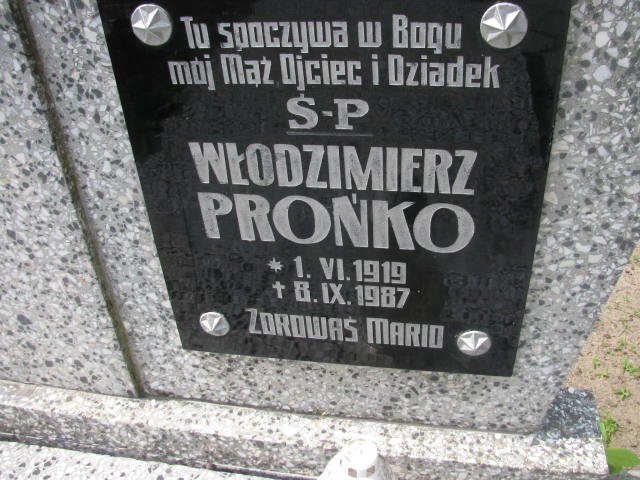 Tu spoczywa w Bogu
mój Mąż Ojciec i Dziadek
Ś-P
WŁODZIMIERZ
PROŃKO
* 1. VI. 1919
† 8. IX. 1987
Zdrowaś Mario